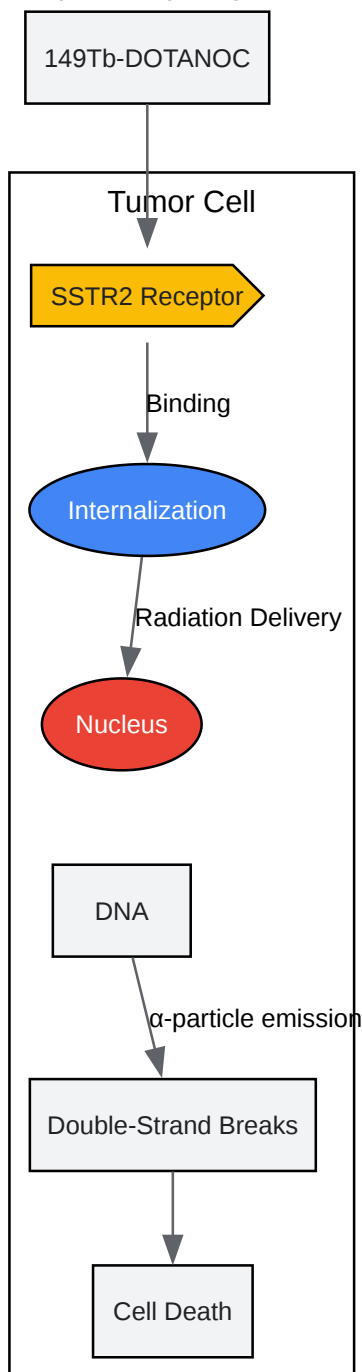 149Tb-DOTANOC
Tumor Cell
SSTR2 Receptor
Binding
Internalization
Radiation Delivery
Nucleus
DNA
α-particle emission
Double-Strand Breaks
Cell Death